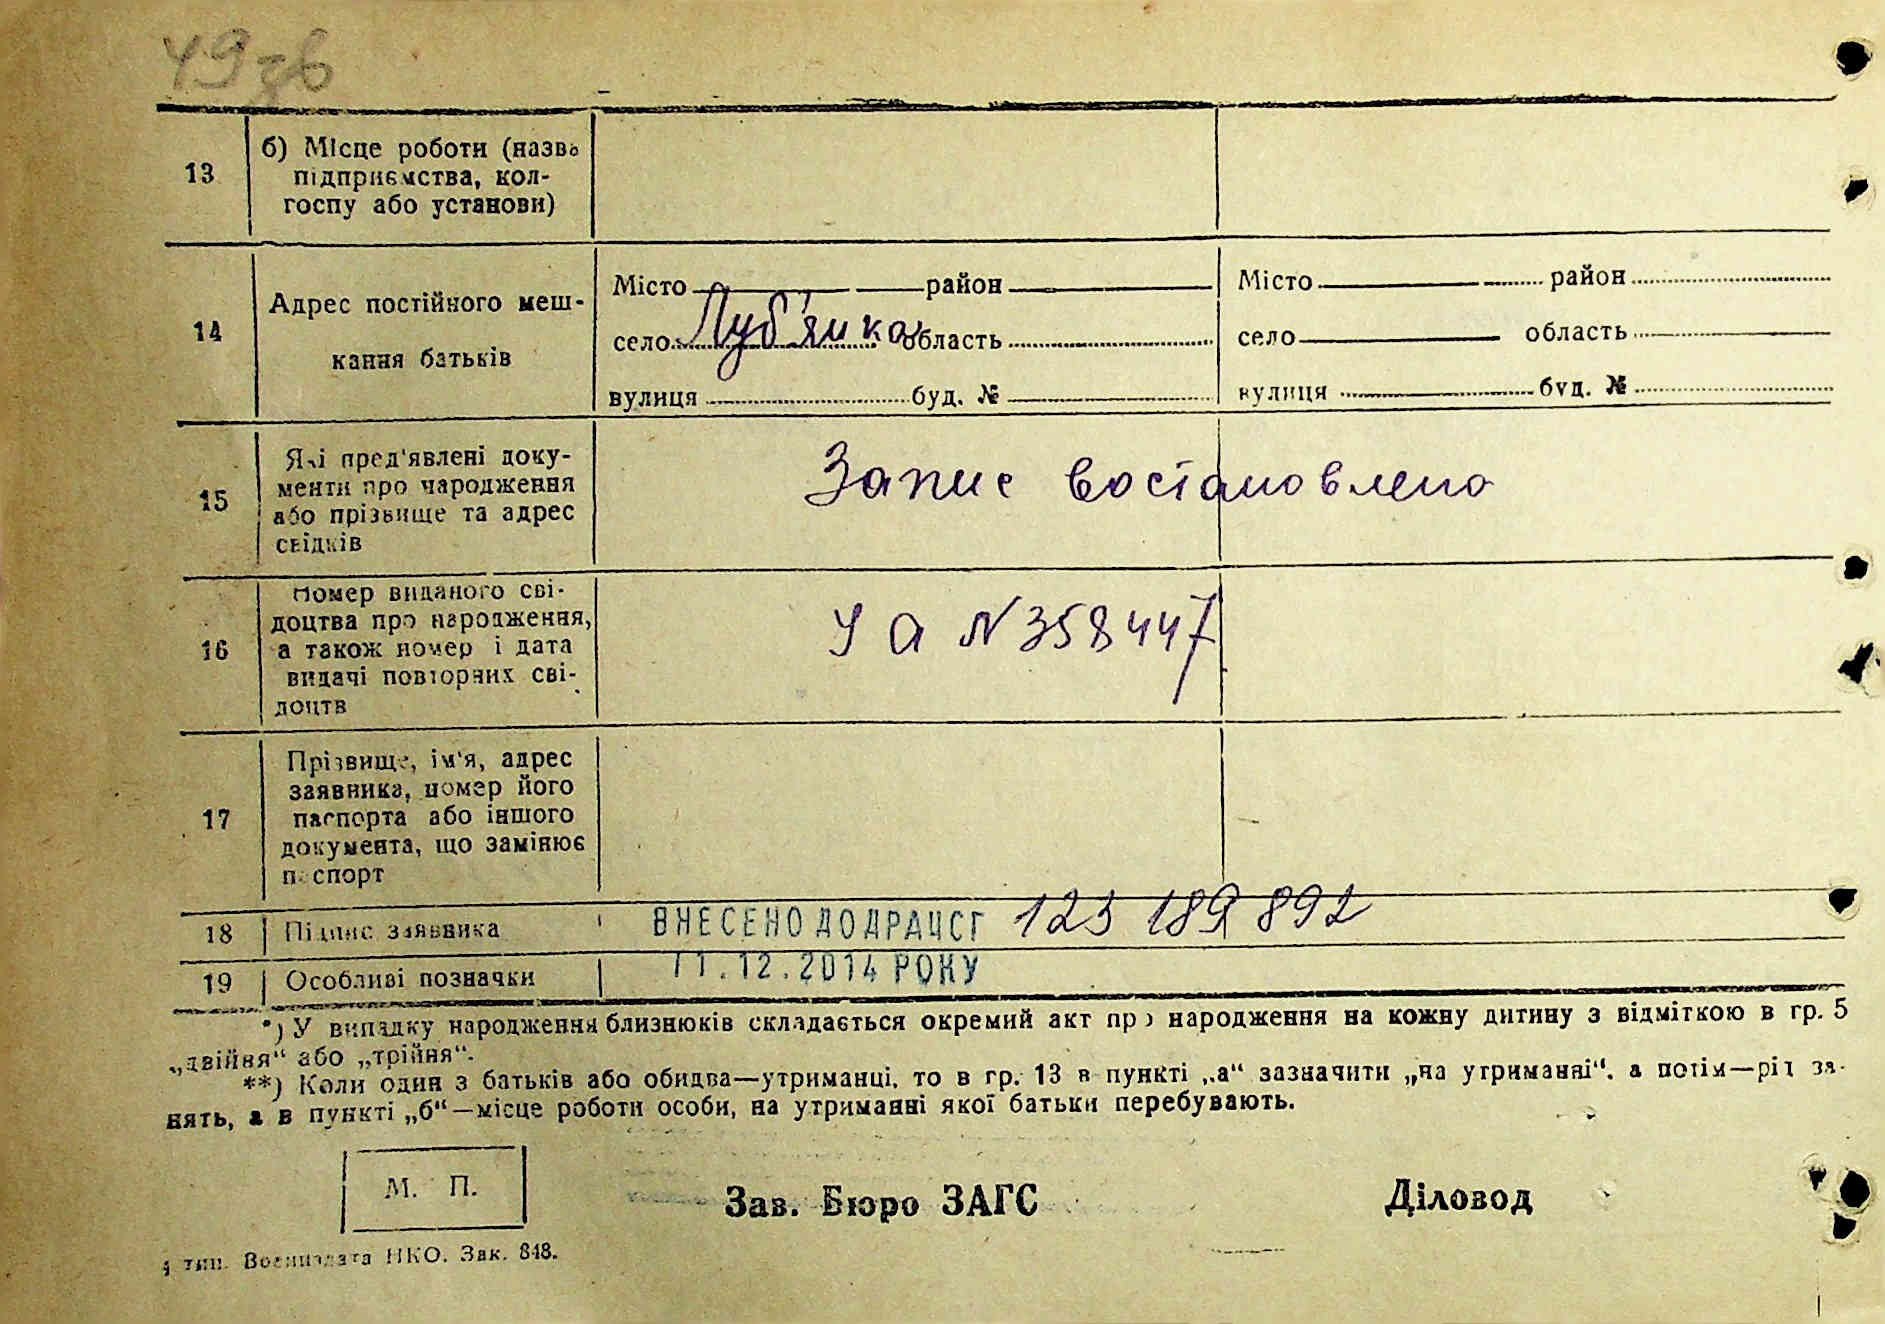 49зв
13
б) Місце роботи (назва
підприємства, кол-
госпу або установи)
14
Адрес постійного меш-
кання батьків
Місто район
село Луб'янка область
вулиця буд. №
Місто район
село область
вулиця буд. №
15
Які пред'явлені доку-
менти про народження
або прізвище та адрес
свідків
Запис востановлено
16
Номер виданого сві-
доцтва про народження,
а також номер і дата
видачі повторних сві-
доцтв
У а N 358447
17
Прізвище, ім'я, адрес
заявника, номер його
паспорта або іншого
документа, що замінює
паспорт
18
Підпис заявника
ВНЕСЕНО ДО ДРАЦСГ 123 189 892
19
Особливі позначки
11.12.2014 РОКУ
*) У випадку народження близнюків складається окремий акт про народження на кожну дитину з відміткою в гр. 5
„двійня“ або „трійня“.
**) Коли один з батьків або обидва—утриманці, то в гр. 13 в пункті „а“ зазначити „на утриманні“, а потім—рід за-
нять, а в пункті „б“—місце роботи особи, на утриманні якої батьки перебувають.
М. П.
Зав. Бюро ЗАГС
Діловод
тип. Воениздата НКО. Зак. 848.